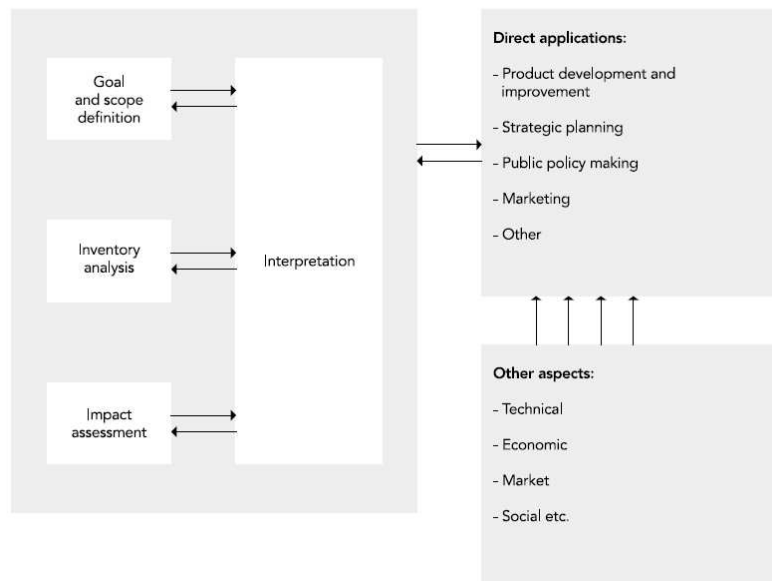 Goal
and scope
definition
Inventory
analysis
Impact
assessment
Interpretation
Direct applications:
- Product development and
improvement
- Strategic planning
- Public policy making
- Marketing
- Other
Other aspects:
- Technical
- Economic
- Market
- Social etc.